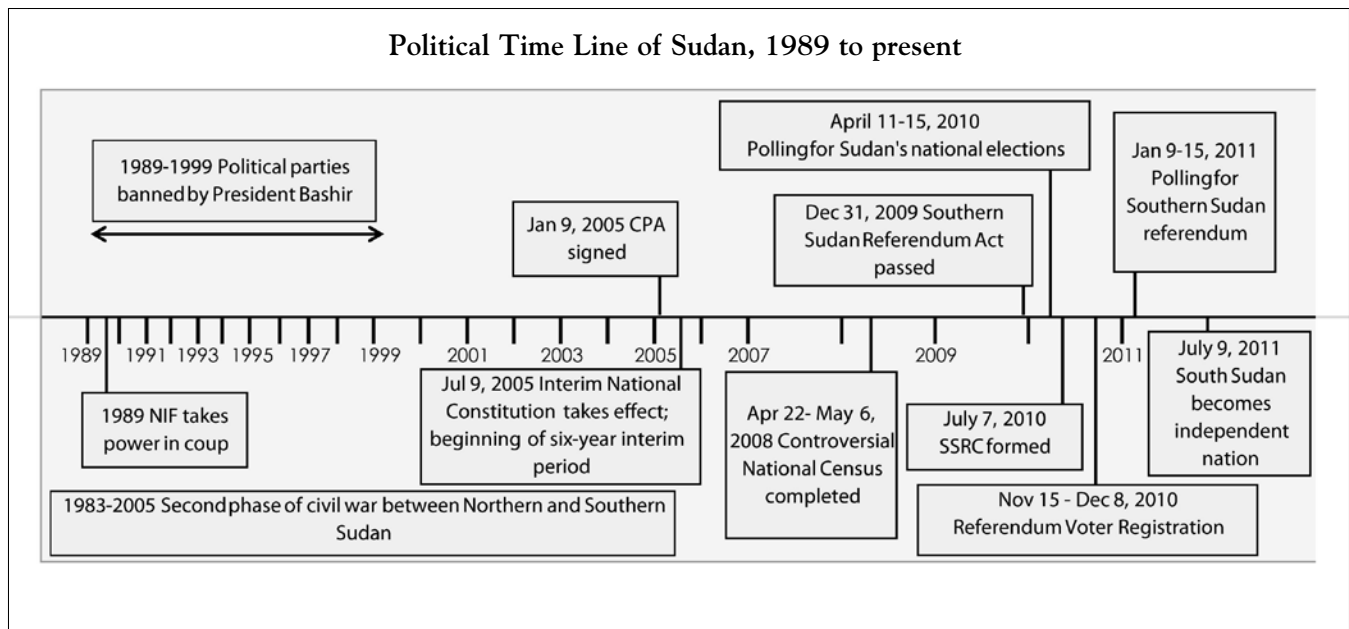 Political Time Line of Sudan, 1989 to present
April 11-15, 2010
Pollingfor Sudan's national elections
Jan 9-15, 2011
Pollingfor
Southern Sudan
referendum
1989-1999 Political parties
banned by President Bashir
Jan 9, 2005 CPA
signed
Dec 31, 2009 Southern
Sudan Referendum Act
passed
1989 1991 1993 1995 1997 1999 2001 2003 2005 2007 2009 2011
1989 NIF takes
power in coup
Jul 9, 2005 Interim National
Constitution takes effect;
beginning of six-year interim
period
Apr 22- May 6,
2008 Controversial
National Census
completed
July 7, 2010
SSRC formed
July 9, 2011
South Sudan
becomes
independent
nation
1983-2005 Second phase of civil war between Northern and Southern
Sudan
Nov 15 - Dec 8, 2010
Referendum Voter Registration